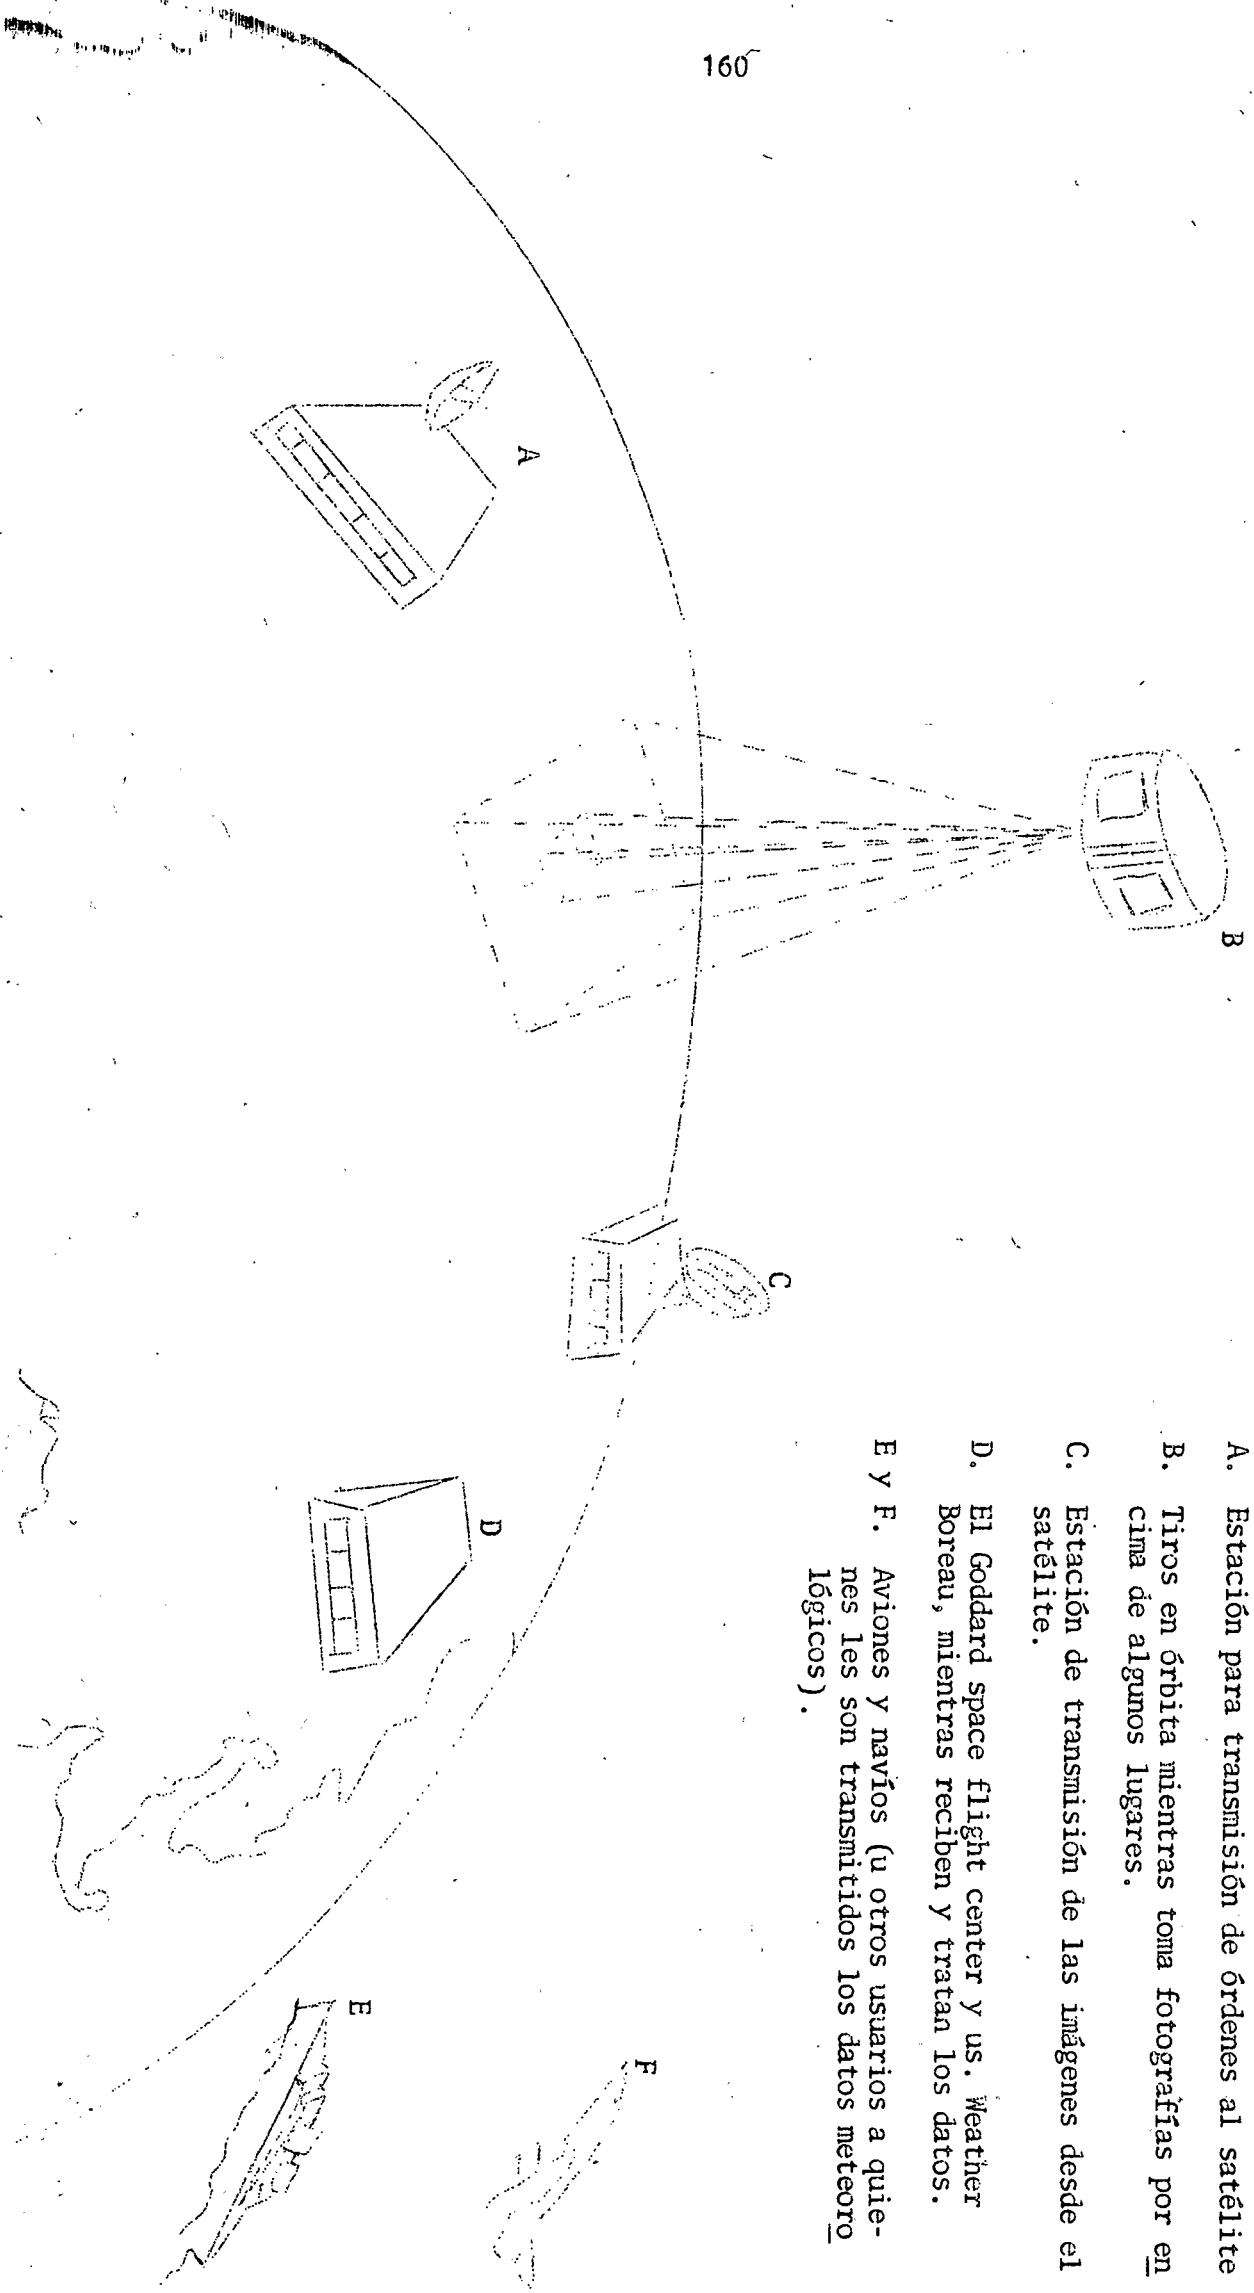 160
A. Estación para transmisión de órdenes al satélite
B. Tiros en órbita mientras toma fotografías por en
cima de algunos lugares.
C. Estación de transmisión de las imágenes desde el
satélite.
D. El Goddard space flight center y us. Weather
Boreau, mientras reciben y tratan los datos.
E y F. Aviones y navíos (u otros usuarios a quie-
nes les son transmitidos los datos meteoro
lógicos).
A
B
C
D
E
F